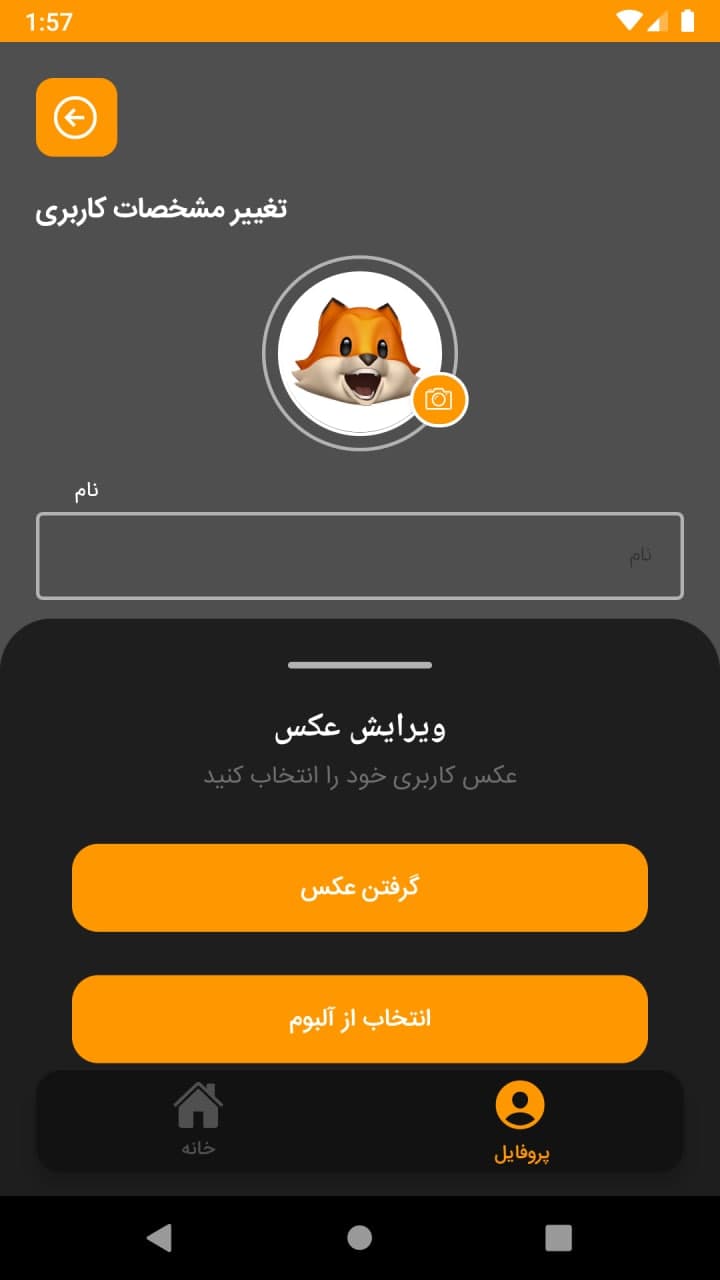 1:57
تغییر مشخصات کاربری
نام
نام
ویرایش عکس
عکس کاربری خود را انتخاب کنید
گرفتن عکس
انتخاب از آلبوم
پروفایل
خانه